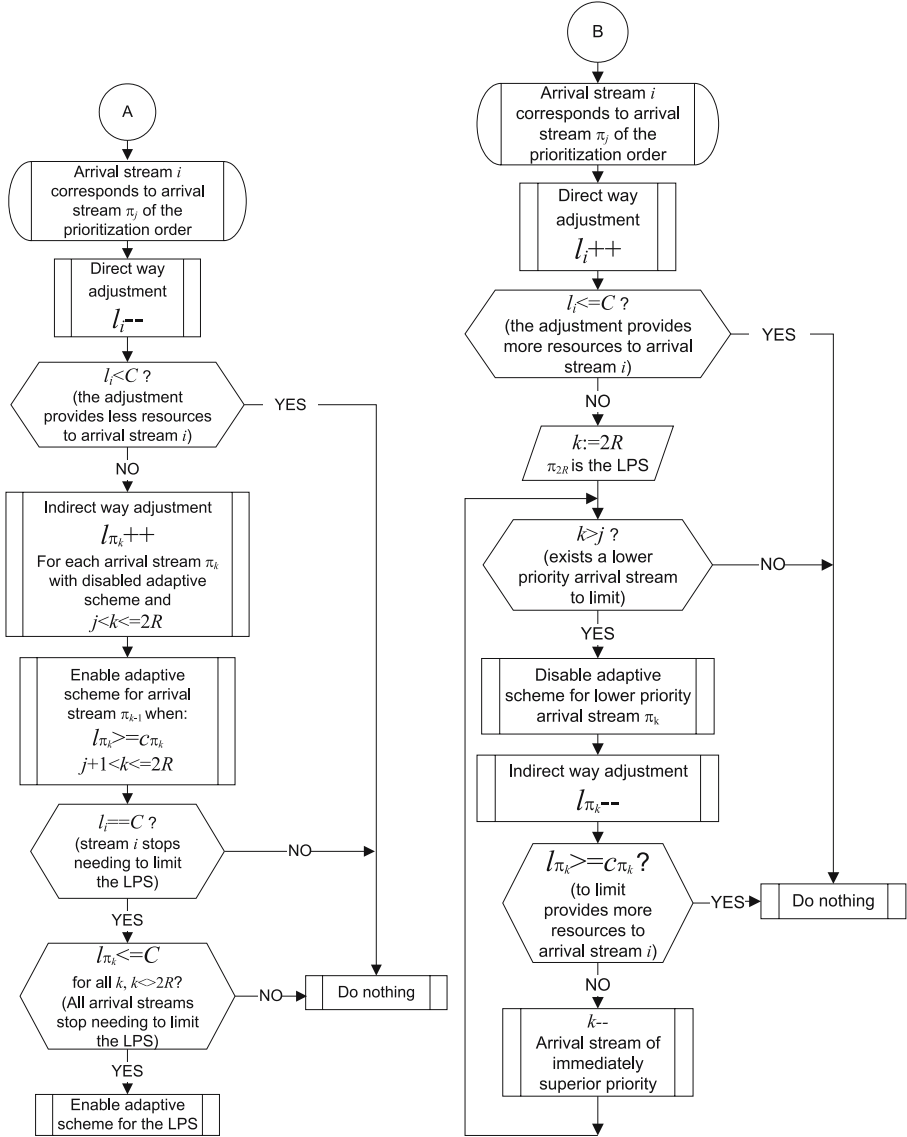 A
Arrival stream i
corresponds to arrival
stream πj of the
prioritization order
Direct way
adjustment
li--
li<C ?
(the adjustment
provides less resources
to arrival stream i)
YES
NO
Indirect way adjustment
lπk++
For each arrival stream πk
with disabled adaptive
scheme and
j<k<=2R
Enable adaptive
scheme for arrival
stream πk-1 when:
lπk>=cπk
j+1<k<=2R
li==C ?
(stream i stops
needing to limit
the LPS)
NO
YES
lπk<=C
for all k, k<>2R?
(All arrival streams
stop needing to limit
the LPS)
NO
Do nothing
YES
Enable adaptive
scheme for the LPS
B
Arrival stream i
corresponds to arrival
stream πj of the
prioritization order
Direct way
adjustment
li++
li<=C ?
(the adjustment provides
more resources to arrival
stream i)
YES
NO
k:=2R
π2R is the LPS
k>j ?
(exists a lower
priority arrival stream
to limit)
NO
YES
Disable adaptive
scheme for lower priority
arrival stream πk
Indirect way adjustment
lπk--
lπk>=cπk?
(to limit
provides more
resources to
arrival stream i)
YES
Do nothing
NO
k--
Arrival stream of
immediately
superior priority